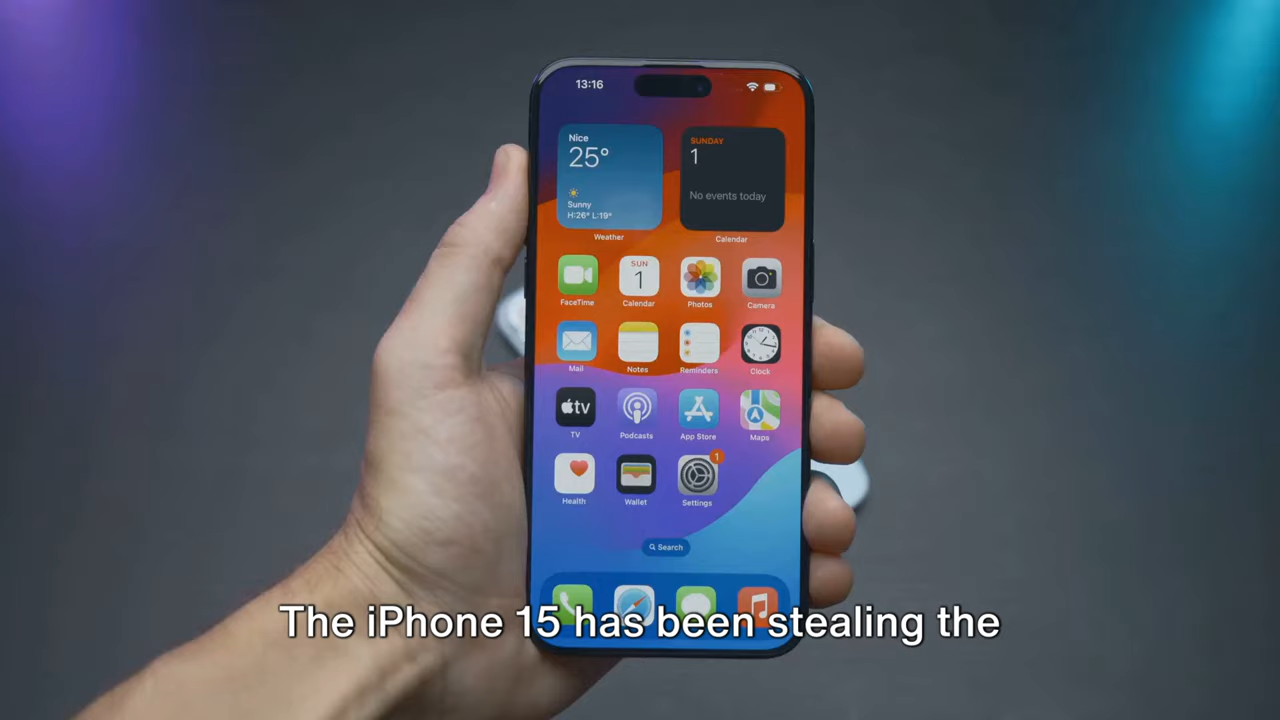 13:16
Nice
25°
Sunny
H:26° L:19°
Weather
SUNDAY
1
No events today
Calendar
FaceTime
SUN
1
Calendar
Photos
Camera
Mail
Notes
Reminders
Clock
tv
TV
Podcasts
App Store
Maps
Health
Wallet
1
Settings
Search
The iPhone 15 has been stealing the